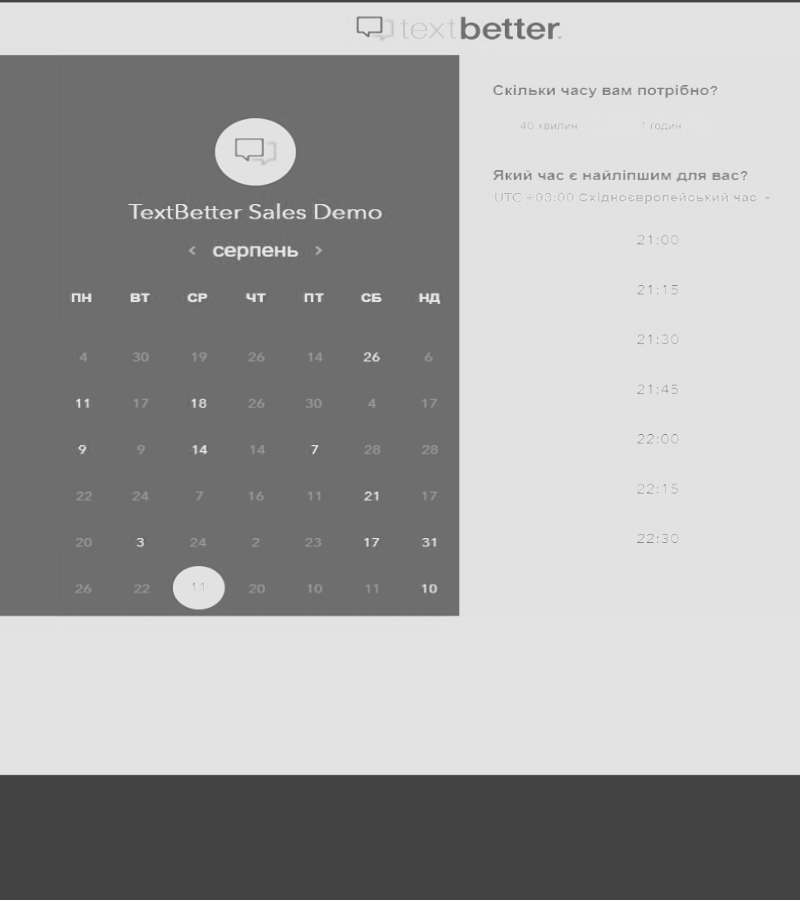 textbetter.
TextBetter Sales Demo
< серпень >
ПН ВТ СР ЧТ ПТ СБ НД
4 30 19 26 14 26 6
11 17 18 26 30 4 17
9 9 14 14 7 28 28
22 24 7 16 11 21 17
20 3 24 2 23 17 31
26 22 11 20 10 11 10
Скільки часу вам потрібно?
40 хвилин 1 годин
Який час є найліпшим для вас?
UTC +03:00 Східноєвропейський час
21:00
21:15
21:30
21:45
22:00
22:15
22:30